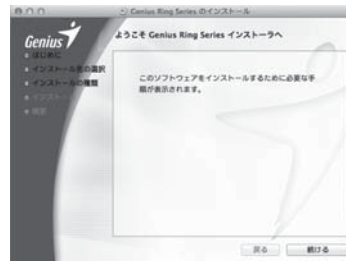 Genius Ring Series のインストール
Genius
ようこそ Genius Ring Series インストーラへ
はじめに
インストール先の選択
インストールの種類
インストール
概要
このソフトウェアをインストールするために必要な手
順が表示されます。
戻る
続ける